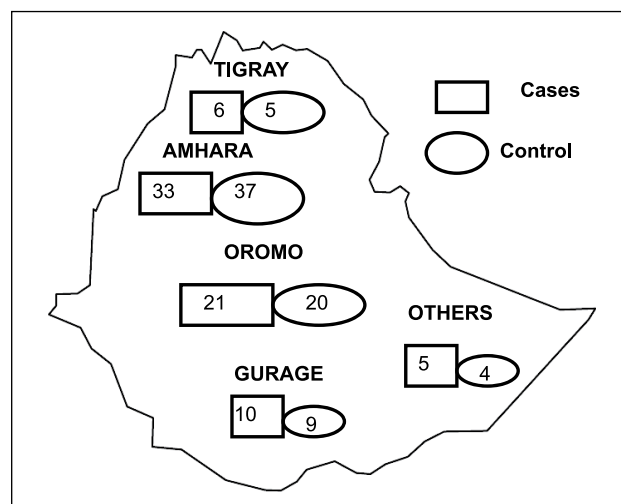 TIGRAY
6 5
Cases
AMHARA
Control
33 37
OROMO
21 20
OTHERS
5 4
GURAGE
10 9